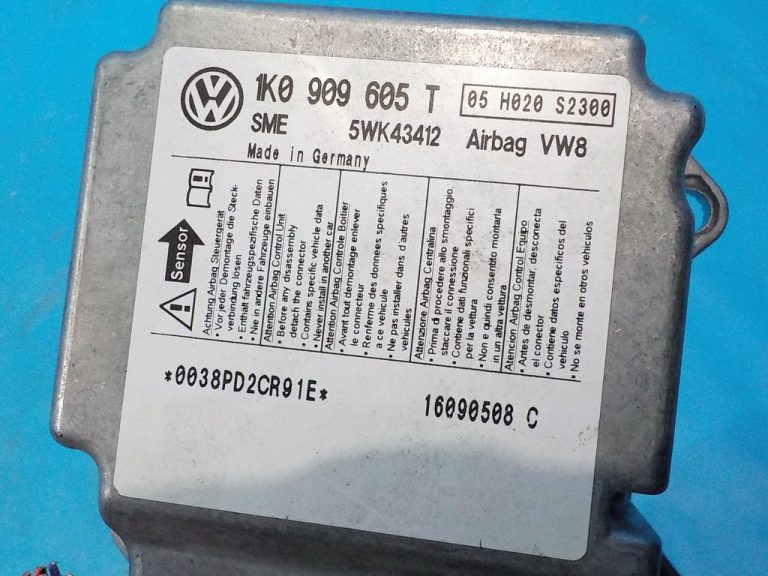 1K0 909 605 T 05 H020 S2300
SME 5WK43412 Airbag VW8
Made in Germany
Sensor
Achtung Airbag Steuergerät
• Vor jeder Demontage die Steck-
verbindung lösen
• Enthält fahrzeugspezifische Daten
• Nie in andere Fahrzeuge einbauen
Attention Airbag Control Unit
• Before any disassembly
detach the connector
• Contains specific vehicle data
• Never install in another car
Attention Airbag Controle Boitier
• Avant tout demontage enlever
le connecteur
• Renferme des donnees specifiques
a ce vehicule
• Ne pas installer dans d'autres
vehicules
Attenzione Airbag Centralina
• Prima di procedere allo smontaggio,
staccare il connessione
• Contiene dati funzionali specifici
per la vettura
• Non e quindi consentito montarla
in un altra vettura
Atencion Airbag Control Equipo
• Antes de desmontar, desconecta
el conector
• Contiene datos especificos del
vehiculo
• No se monte en otros vehiculos
*0038PD2CR91E*
16090508 C